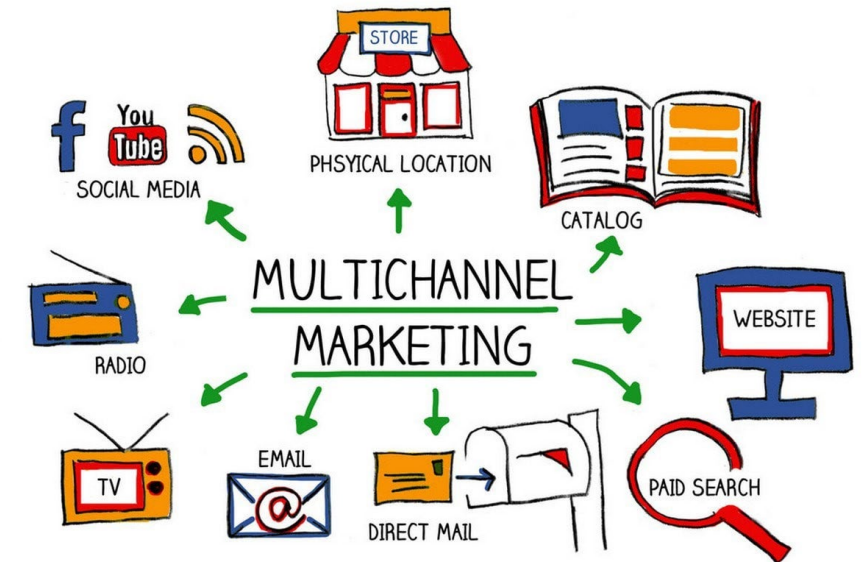 STORE
PHSYICAL LOCATION
You
Tube
SOCIAL MEDIA
CATALOG
MULTICHANNEL
MARKETING
RADIO
WEBSITE
TV
EMAIL
@
DIRECT MAIL
PAID SEARCH